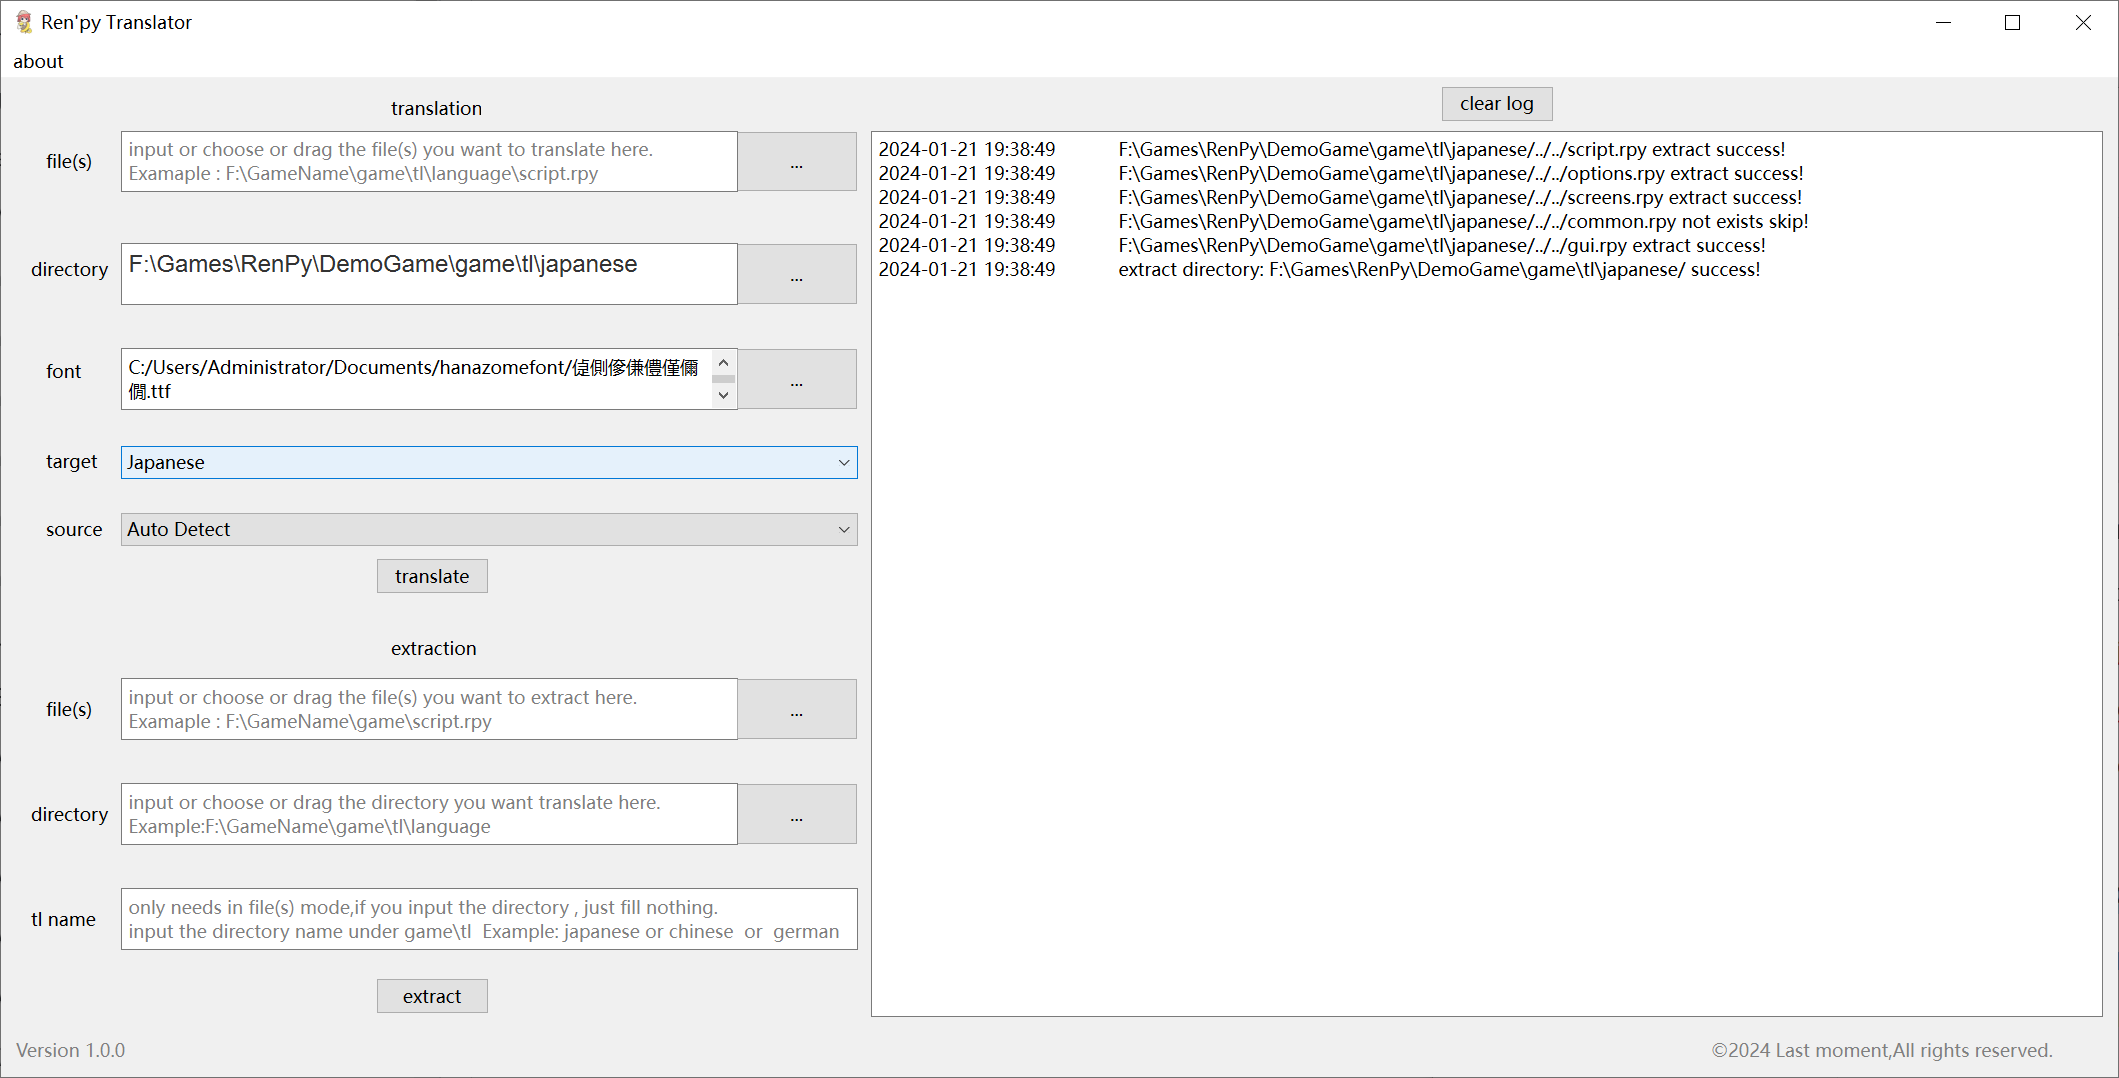 Ren'py Translator
about
translation
file(s)
input or choose or drag the file(s) you want to translate here.
Examaple : F:\GameName\game\tl\language\script.rpy
...
directory
F:\Games\RenPy\DemoGame\game\tl\japanese
...
font
C:/Users/Administrator/Documents/hanazomefont/
.ttf
...
target
Japanese
source
Auto Detect
translate
extraction
file(s)
input or choose or drag the file(s) you want to extract here.
Examaple : F:\GameName\game\script.rpy
...
directory
input or choose or drag the directory you want translate here.
Example:F:\GameName\game\tl\language
...
tl name
only needs in file(s) mode,if you input the directory , just fill nothing.
input the directory name under game\tl  Example: japanese or chinese  or  german
extract
clear log
2024-01-21 19:38:49 F:\Games\RenPy\DemoGame\game\tl\japanese/../../script.rpy extract success!
2024-01-21 19:38:49 F:\Games\RenPy\DemoGame\game\tl\japanese/../../options.rpy extract success!
2024-01-21 19:38:49 F:\Games\RenPy\DemoGame\game\tl\japanese/../../screens.rpy extract success!
2024-01-21 19:38:49 F:\Games\RenPy\DemoGame\game\tl\japanese/../../common.rpy not exists skip!
2024-01-21 19:38:49 F:\Games\RenPy\DemoGame\game\tl\japanese/../../gui.rpy extract success!
2024-01-21 19:38:49 extract directory: F:\Games\RenPy\DemoGame\game\tl\japanese/ success!
Version 1.0.0
©2024 Last moment,All rights reserved.